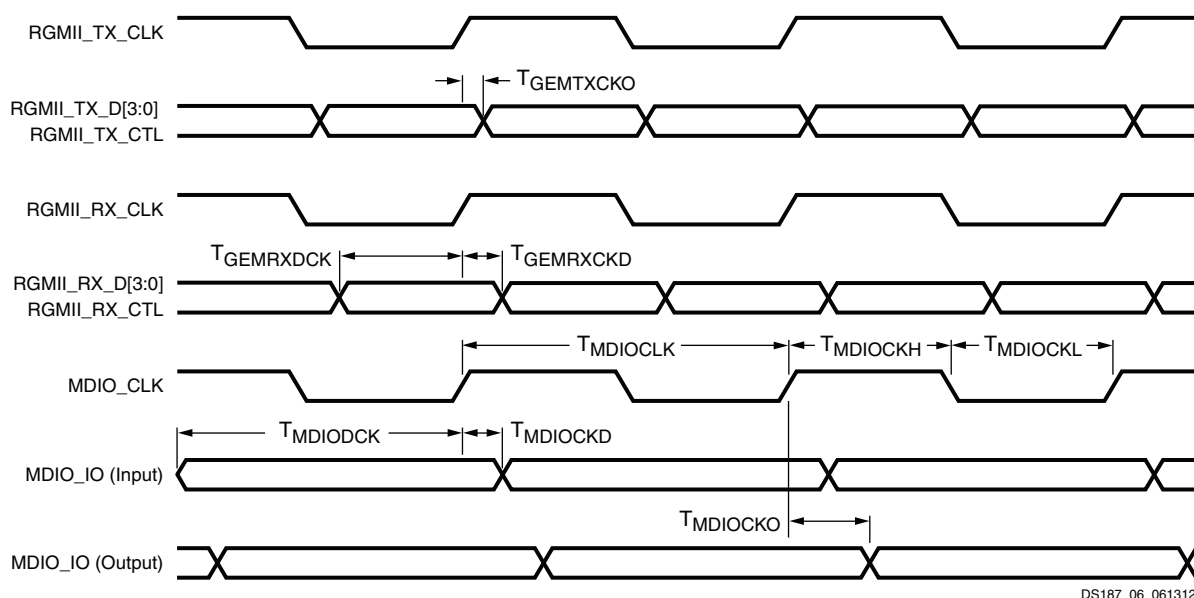 RGMII_TX_CLK
TGEMTXCKO
RGMII_TX_D[3:0]
RGMII_TX_CTL
RGMII_RX_CLK
TGEMRXDCK TGEMRXCKD
RGMII_RX_D[3:0]
RGMII_RX_CTL
TMDIOCLK TMDIOCKH TMDIOCKL
MDIO_CLK
TMDIODCK TMDIOCKD
MDIO_IO (Input)
TMDIOCKO
MDIO_IO (Output)
DS187_06_061312